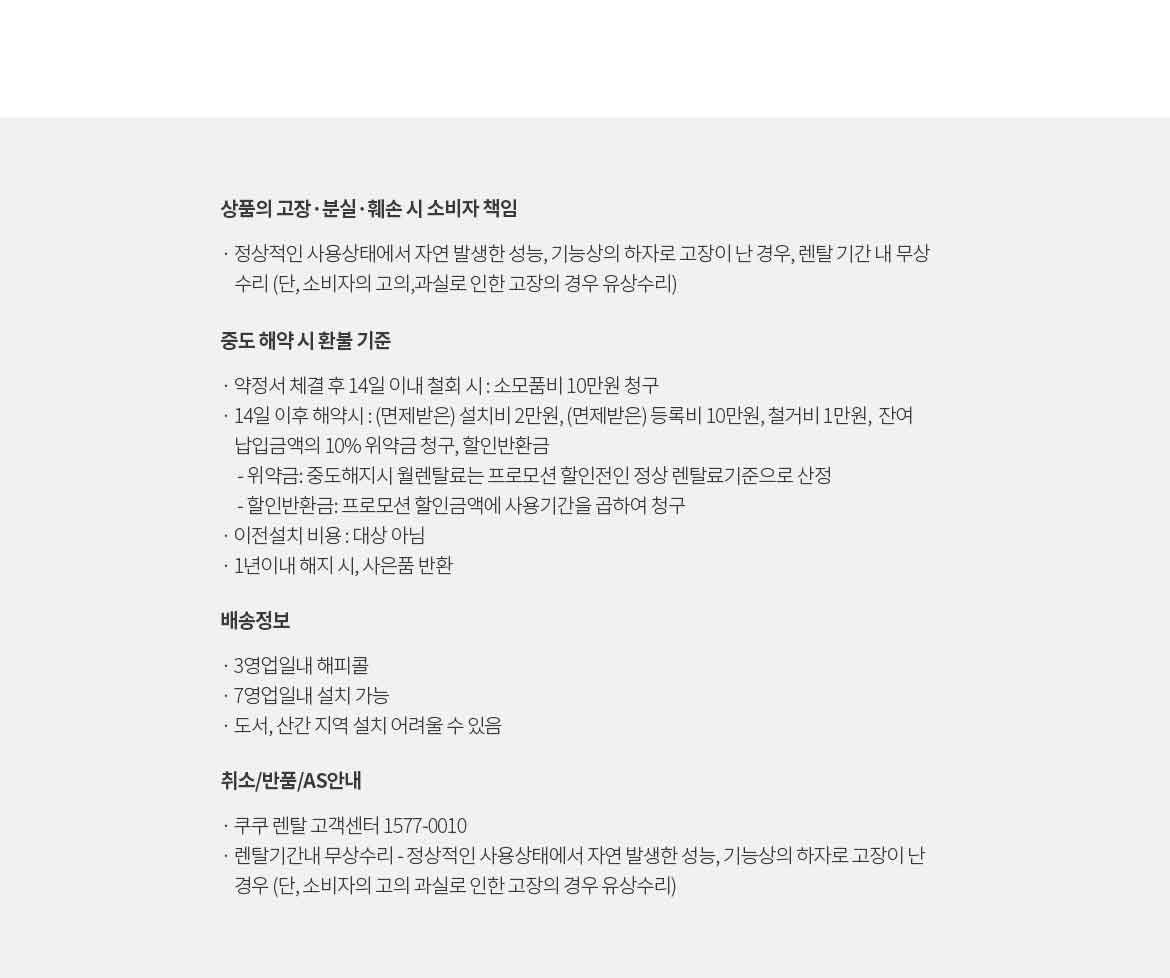 상품의 고장·분실·훼손 시 소비자 책임
· 정상적인 사용상태에서 자연 발생한 성능, 기능상의 하자로 고장이 난 경우, 렌탈 기간 내 무상
수리 (단, 소비자의 고의,과실로 인한 고장의 경우 유상수리)
중도 해약 시 환불 기준
· 약정서 체결 후 14일 이내 철회 시 : 소모품비 10만원 청구
· 14일 이후 해약시 : (면제받은) 설치비 2만원, (면제받은) 등록비 10만원, 철거비 1만원, 잔여
납입금액의 10% 위약금 청구, 할인반환금
- 위약금: 중도해지시 월렌탈료는 프로모션 할인전인 정상 렌탈료기준으로 산정
- 할인반환금: 프로모션 할인금액에 사용기간을 곱하여 청구
· 이전설치 비용 : 대상 아님
· 1년이내 해지 시, 사은품 반환
배송정보
· 3영업일내 해피콜
· 7영업일내 설치 가능
· 도서, 산간 지역 설치 어려울 수 있음
취소/반품/AS안내
· 쿠쿠 렌탈 고객센터 1577-0010
· 렌탈기간내 무상수리 - 정상적인 사용상태에서 자연 발생한 성능, 기능상의 하자로 고장이 난
경우 (단, 소비자의 고의 과실로 인한 고장의 경우 유상수리)